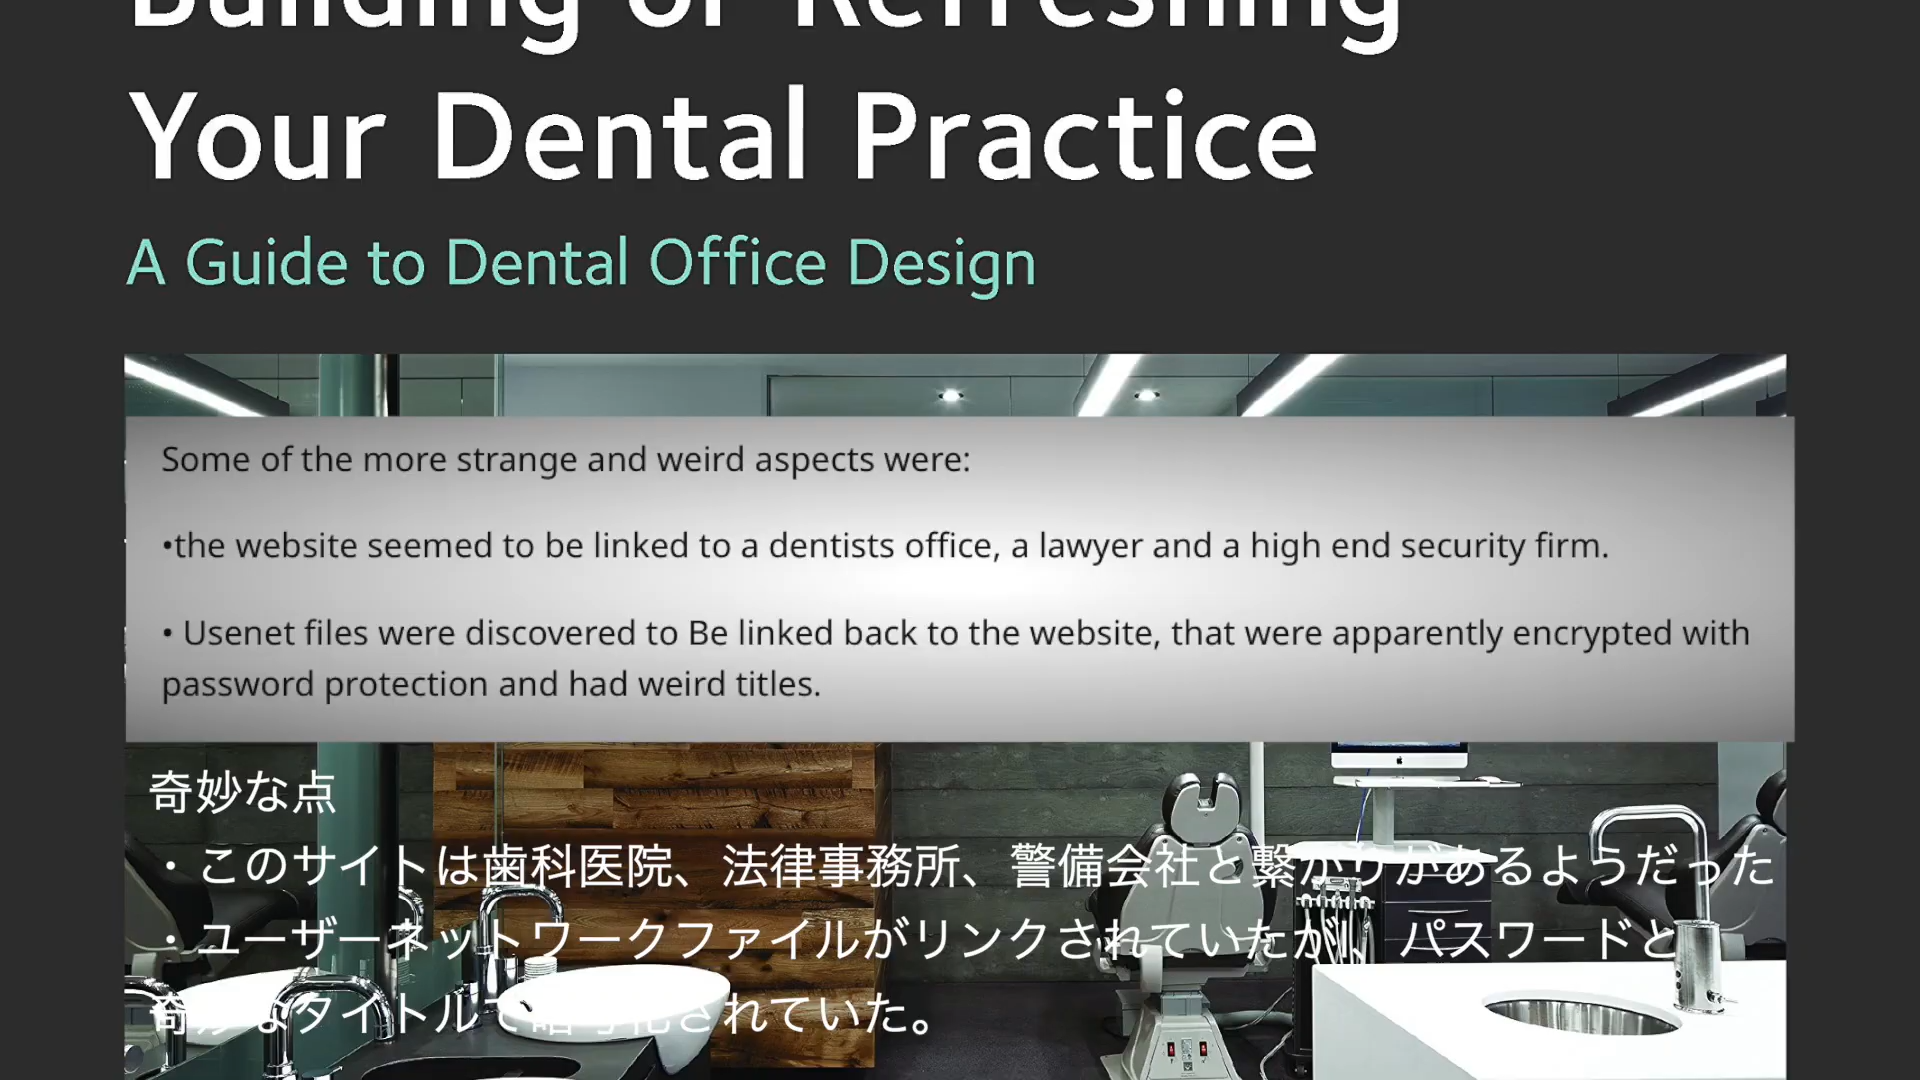 Building or Refreshing
Your Dental Practice
A Guide to Dental Office Design
Some of the more strange and weird aspects were:
•the website seemed to be linked to a dentists office, a lawyer and a high end security firm.
• Usenet files were discovered to Be linked back to the website, that were apparently encrypted with
password protection and had weird titles.
奇妙な点
・このサイトは歯科医院、法律事務所、警備会社と繋がりがあるようだった
・ユーザーネットワークファイルがリンクされていたが、パスワードと
奇妙なタイトルで暗号化されていた。